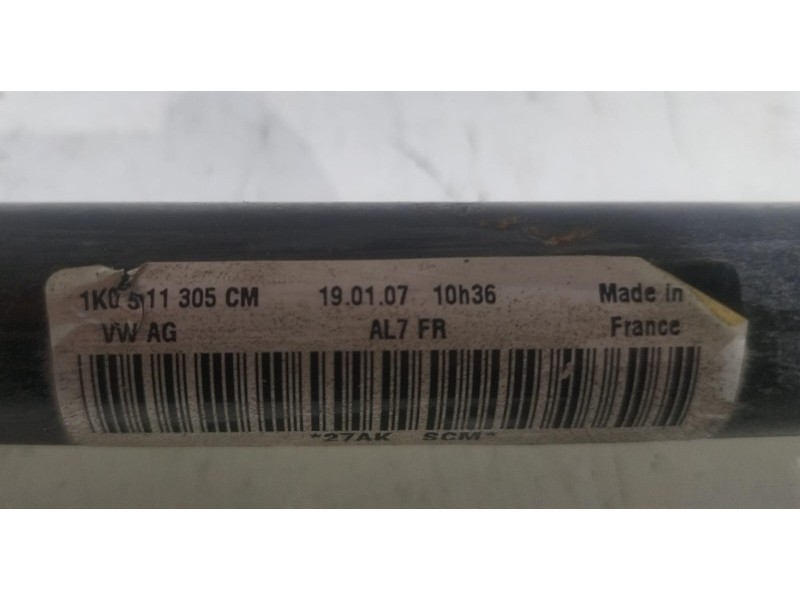 1K0 511 305 CM 19.01.07 10h36 Made in
VW AG AL7 FR France
*27AK SCM*